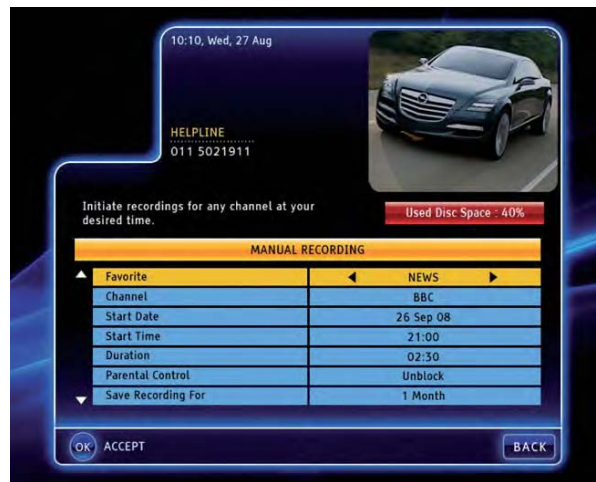 10:10, Wed, 27 Aug
HELPLINE
011 5021911
Initiate recordings for any channel at your
desired time.
Used Disc Space : 40%
MANUAL RECORDING
Favorite NEWS
Channel BBC
Start Date 26 Sep 08
Start Time 21:00
Duration 02:30
Parental Control Unblock
Save Recording For 1 Month
OK ACCEPT BACK